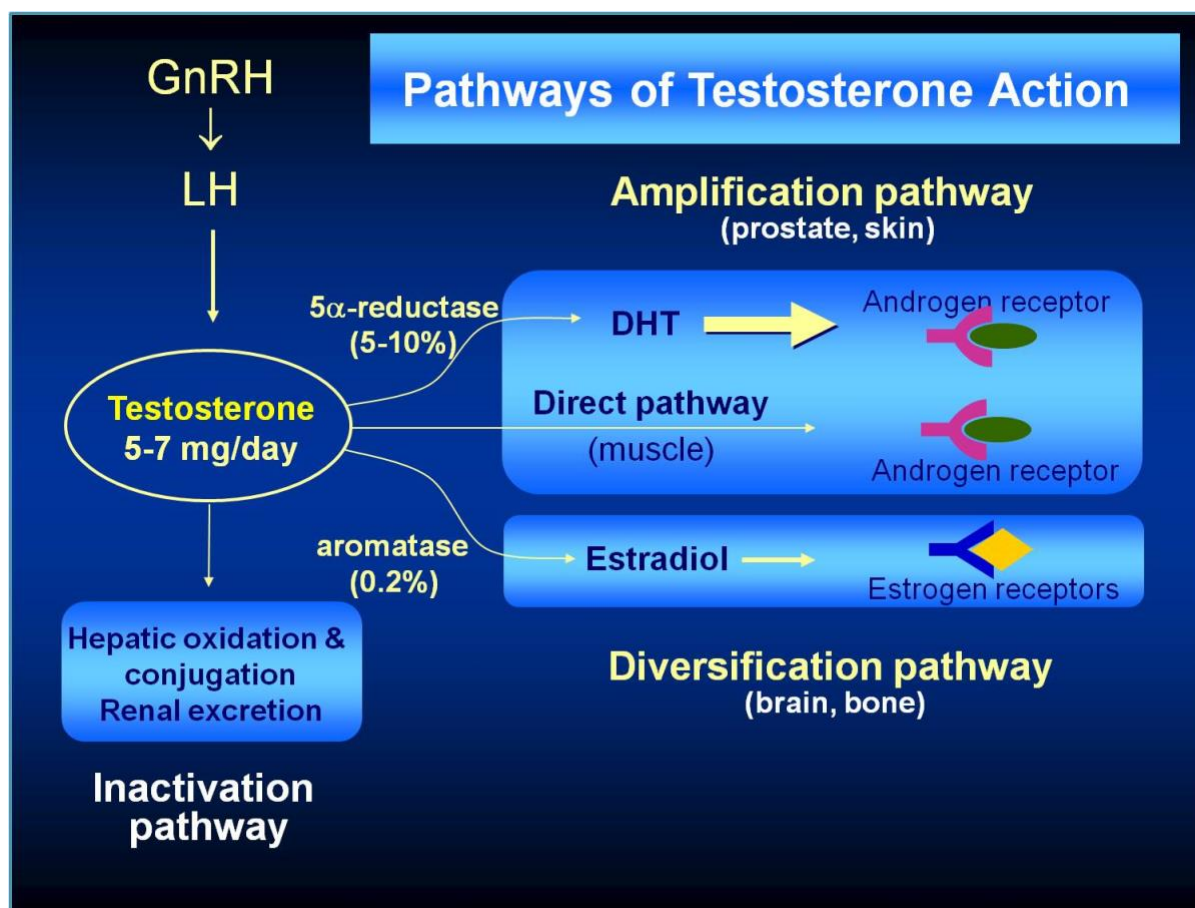 GnRH
↓
LH
Pathways of Testosterone Action
Amplification pathway
(prostate, skin)
5α-reductase
(5-10%)
DHT
Androgen receptor
Testosterone
5-7 mg/day
Direct pathway
(muscle)
Androgen receptor
aromatase
(0.2%)
Estradiol
Estrogen receptors
Hepatic oxidation &
conjugation
Renal excretion
Diversification pathway
(brain, bone)
Inactivation
pathway